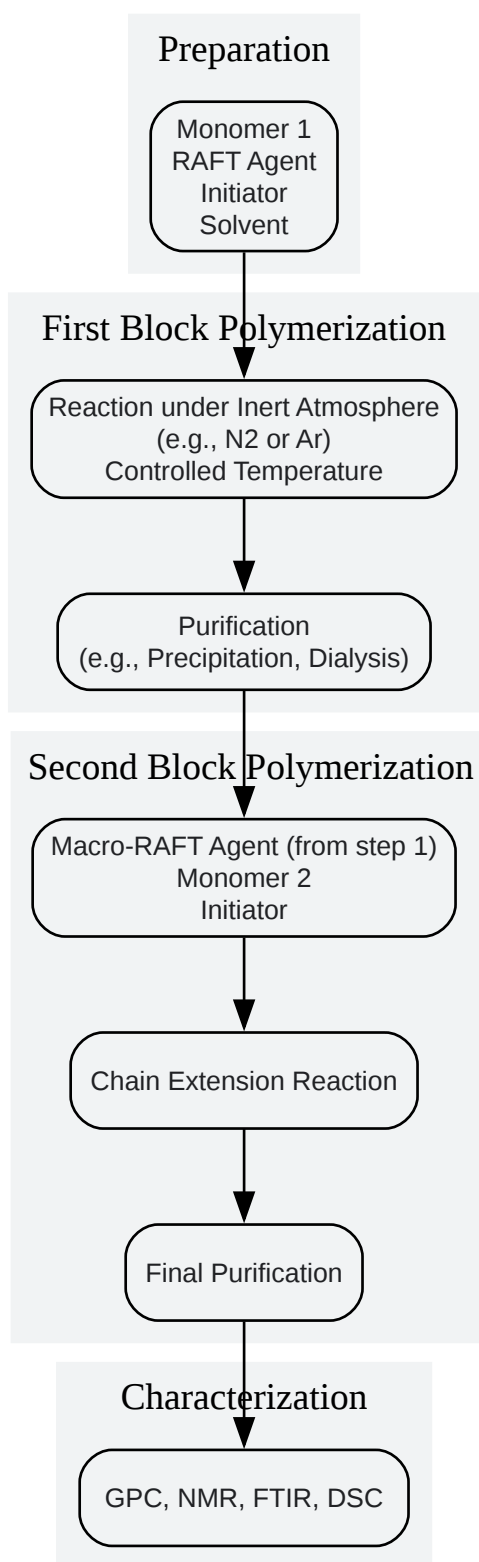 Preparation
Monomer 1
RAFT Agent
Initiator
Solvent
First Block Polymerization
Reaction under Inert Atmosphere
(e.g., N2 or Ar)
Controlled Temperature
Purification
(e.g., Precipitation, Dialysis)
Second Block Polymerization
Macro-RAFT Agent (from step 1)
Monomer 2
Initiator
Chain Extension Reaction
Final Purification
Characterization
GPC, NMR, FTIR, DSC